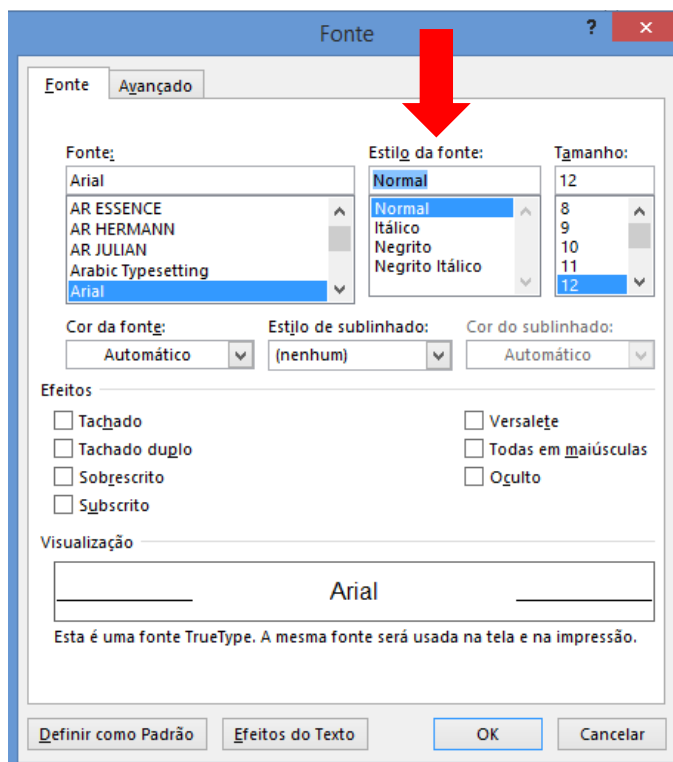 Fonte
?
×
Fonte
Avançado
Fonte: Estilo da fonte: Tamanho:
Arial Normal 12
AR ESSENCE Normal 8
AR HERMANN Itálico 9
AR JULIAN Negrito 10
Arabic Typesetting Negrito Itálico 11
Arial 12
Cor da fonte: Estilo de sublinhado: Cor do sublinhado:
Automático (nenhum) Automático
Efeitos
Tachado Versalete
Tachado duplo Todas em maiúsculas
Sobrescrito Oculto
Subscrito
Visualização
Arial
Esta é uma fonte TrueType. A mesma fonte será usada na tela e na impressão.
Definir como Padrão Efeitos do Texto OK Cancelar